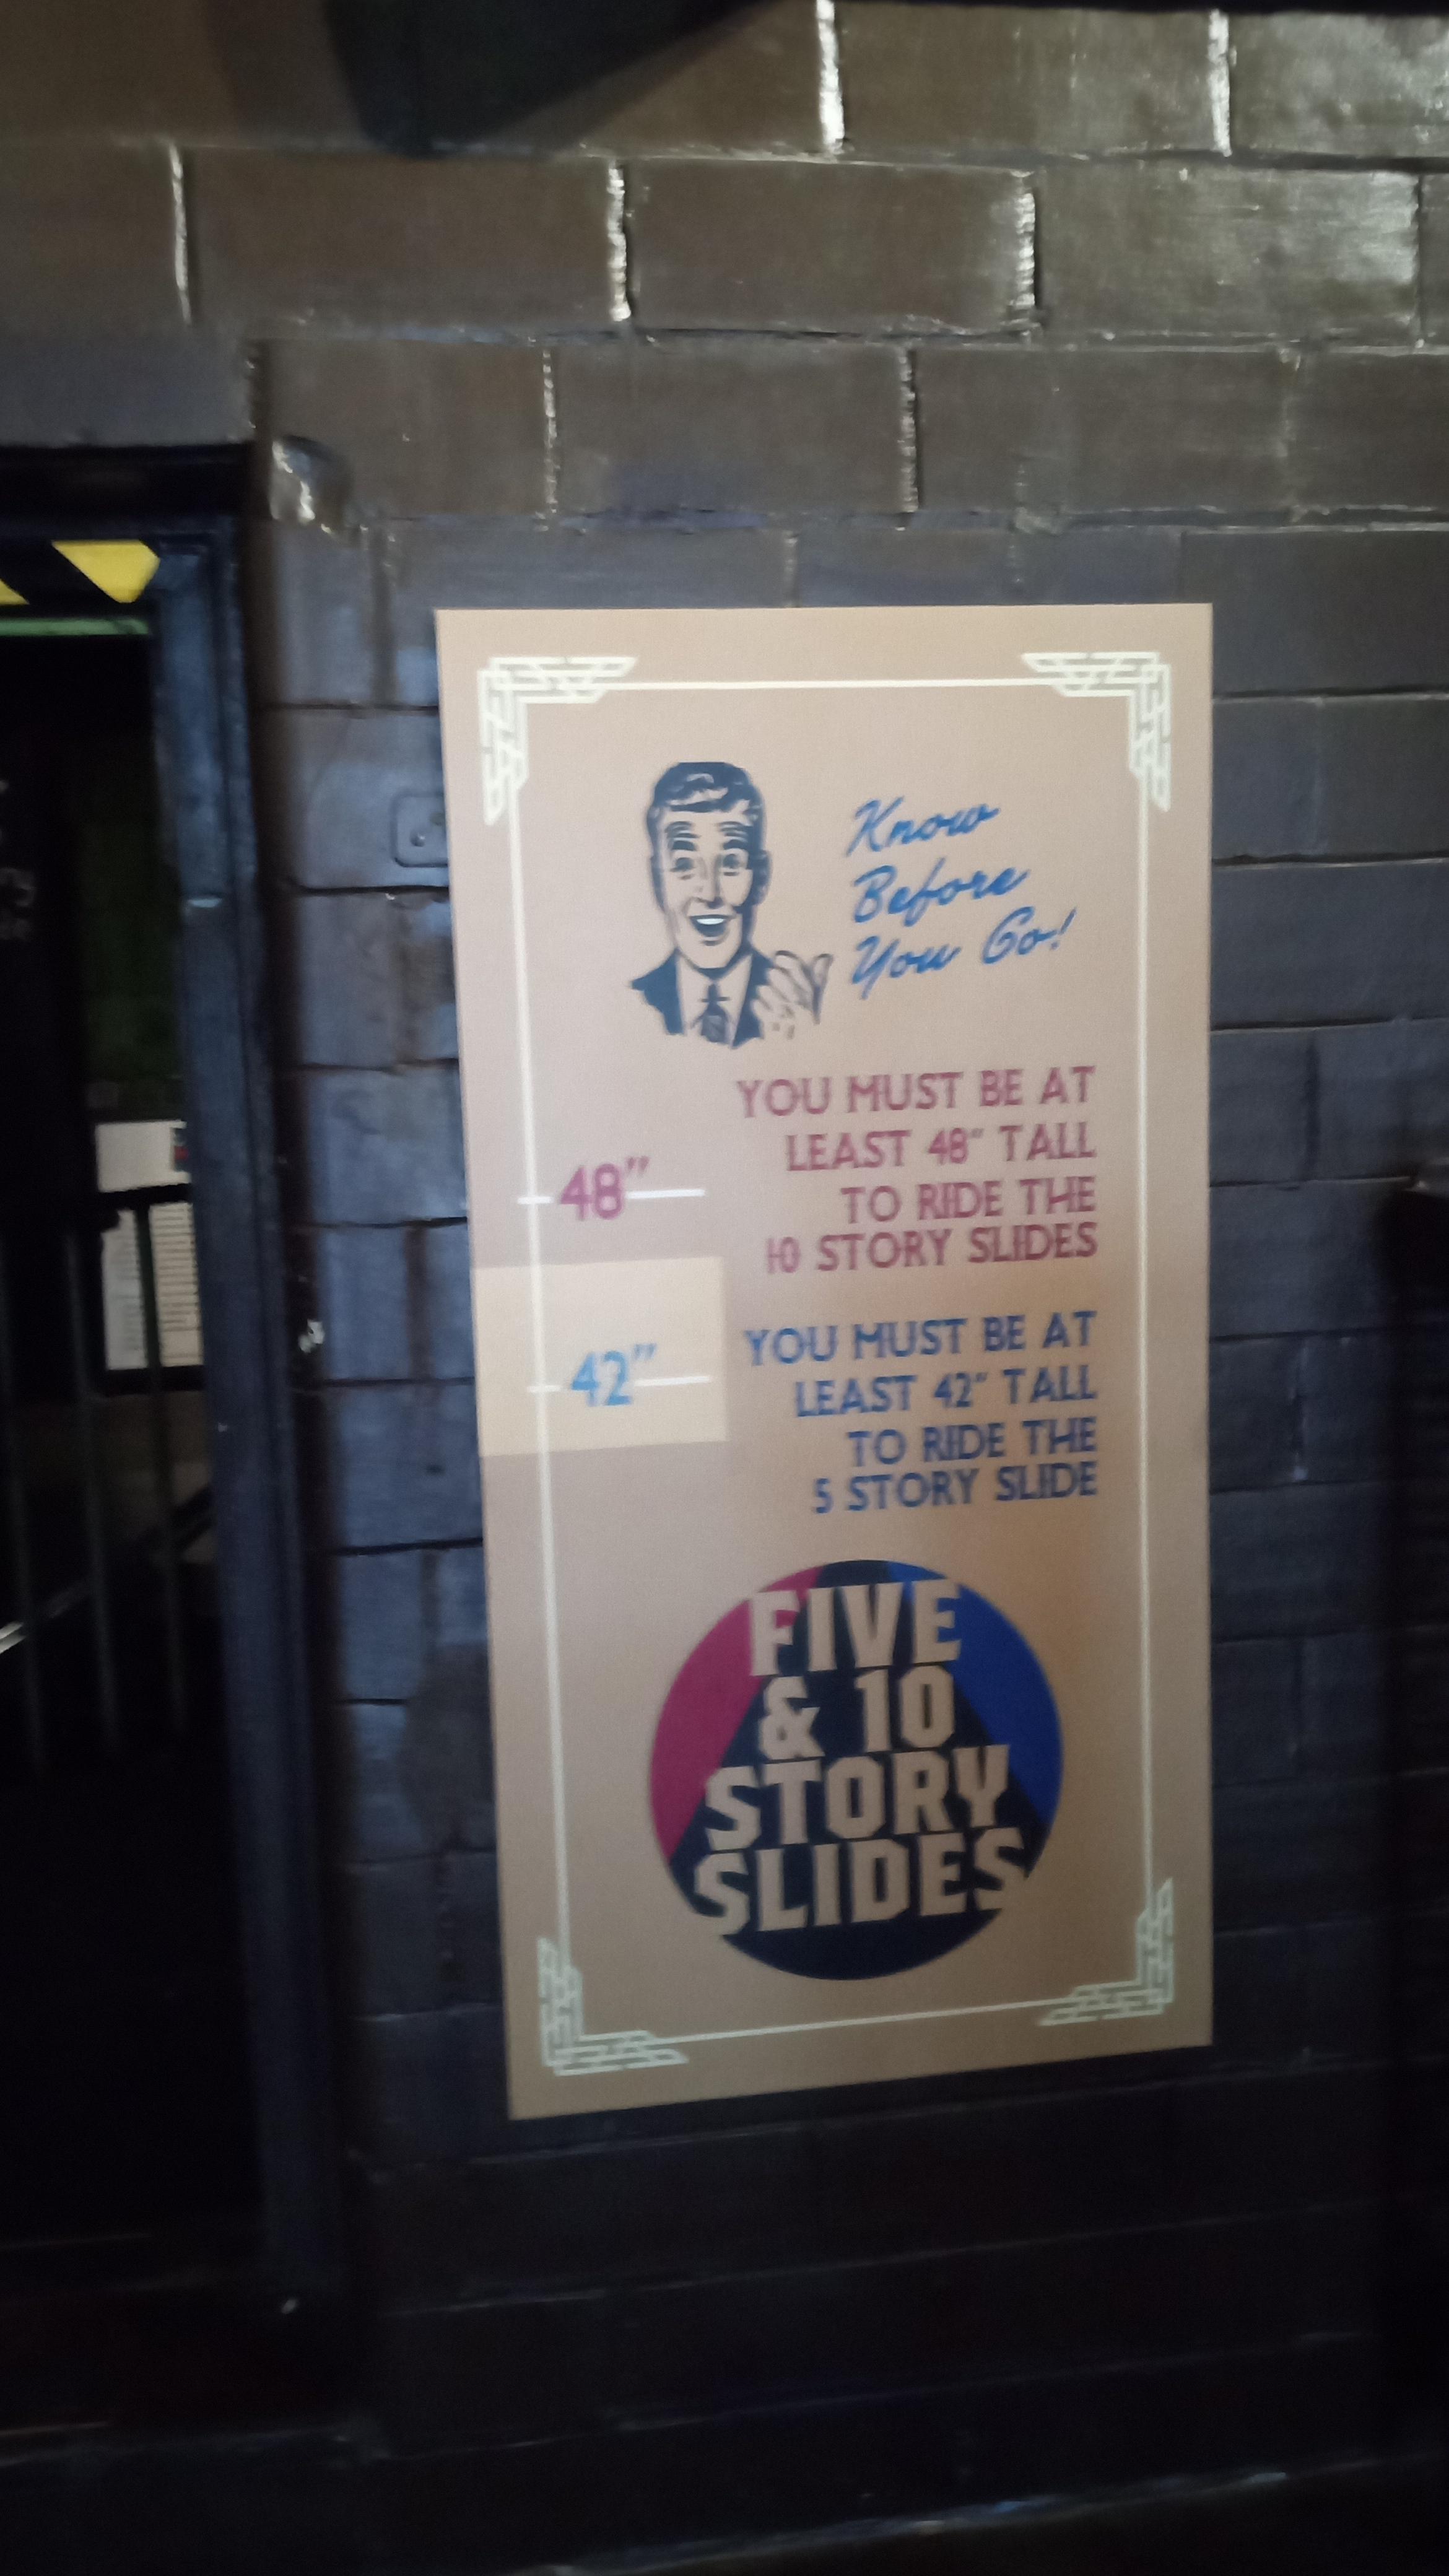 Know
Before
You Go!
YOU MUST BE AT
LEAST 48" TALL
TO RIDE THE
10 STORY SLIDES
48"
YOU MUST BE AT
LEAST 42" TALL
TO RIDE THE
5 STORY SLIDE
42"
FIVE
& 10
STORY
SLIDES